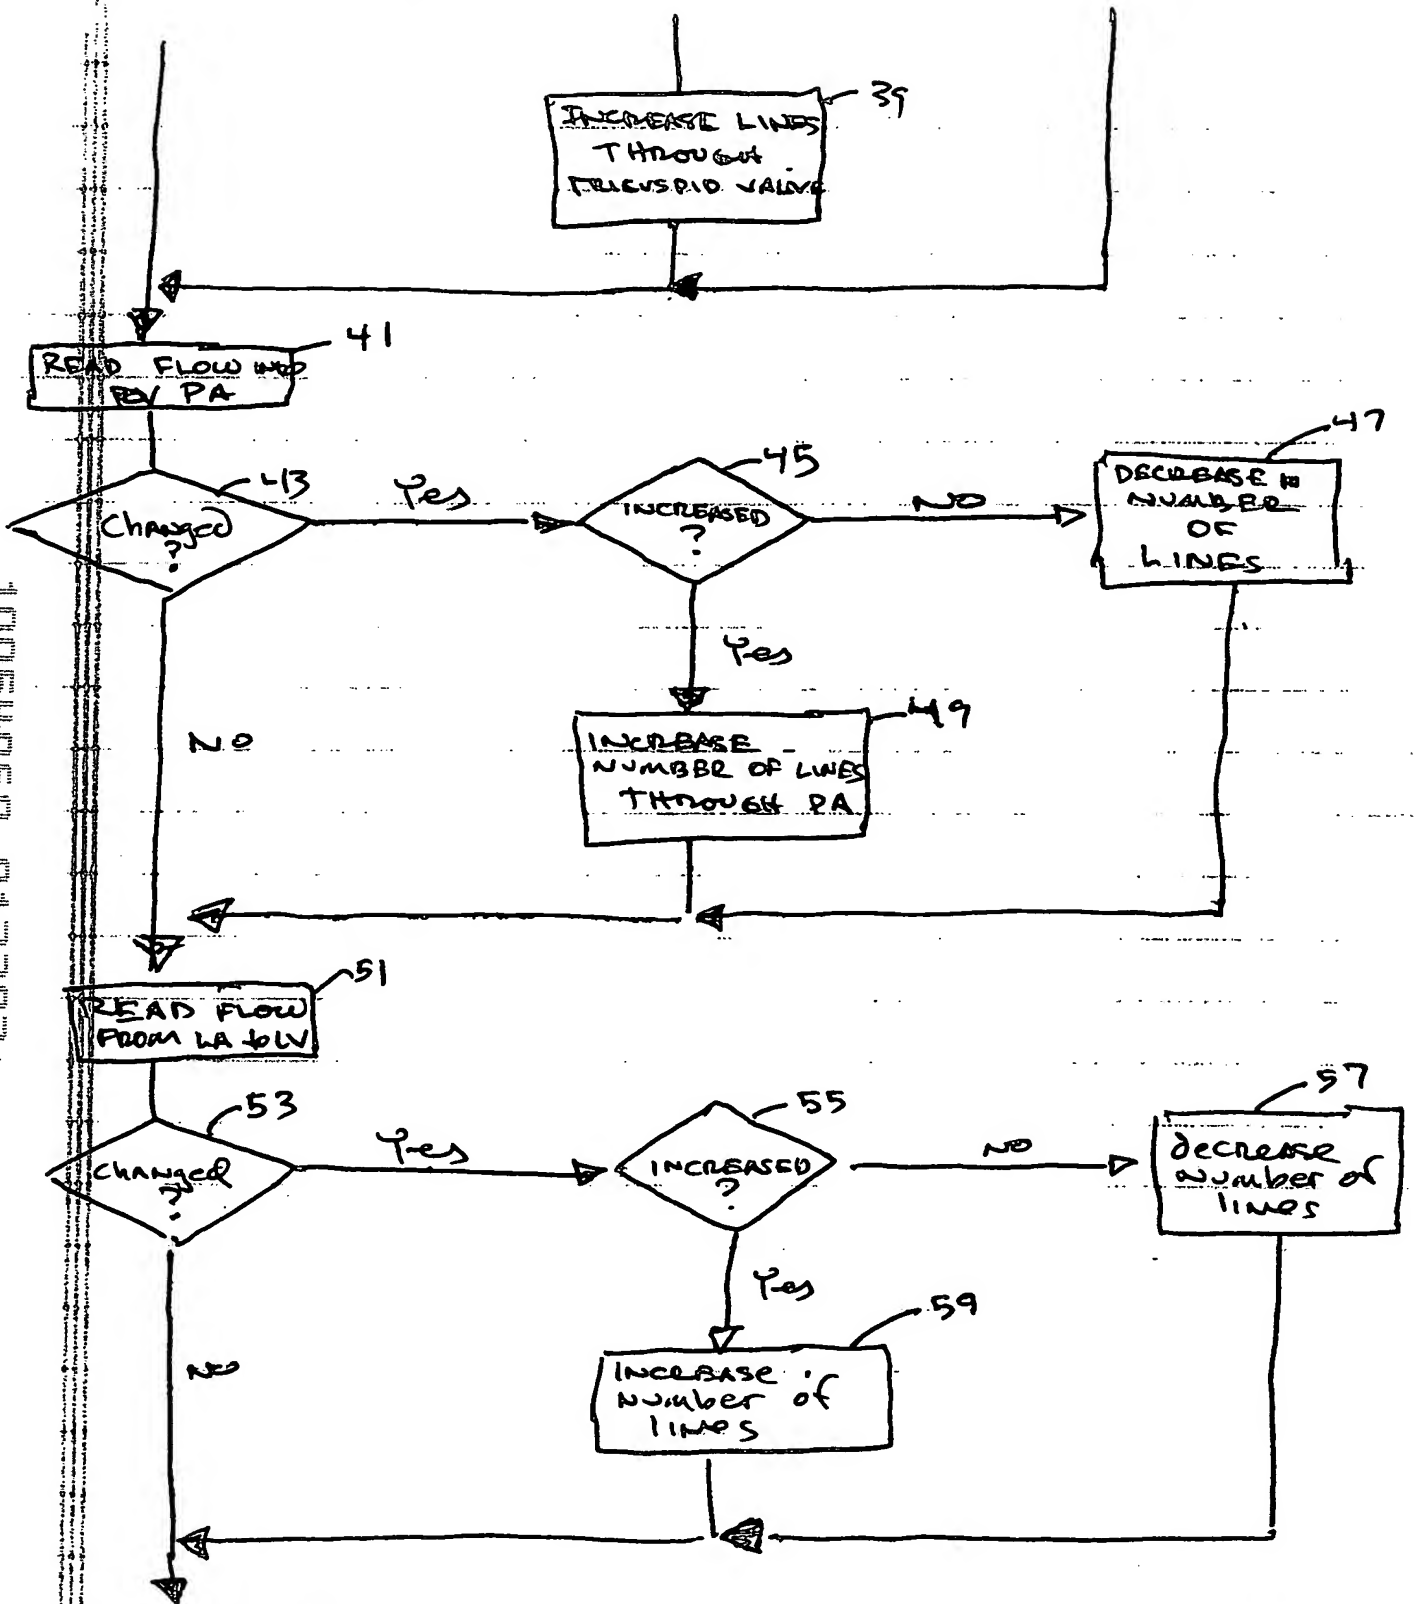 39
INCREASE LINES
THROUGH
TRICUSPID VALVE
41
READ FLOW INTO
PA
43
Changed
?
Yes
45
INCREASED
?
NO
47
DECREASE
NUMBER
OF
LINES
Yes
NO
49
INCREASE
NUMBER OF LINES
THROUGH PA
51
READ FLOW
FROM LA to LV
53
changed
?
Yes
55
INCREASED
?
NO
57
decrease
Number of
lines
Yes
NO
59
INCREASE
Number of
lines